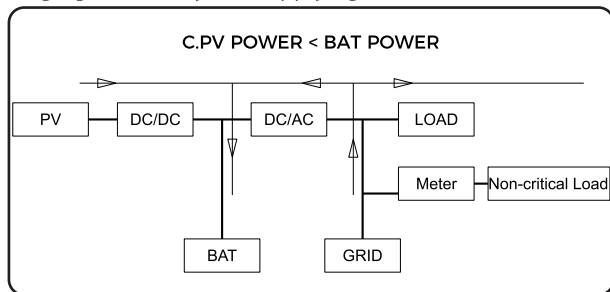 C.PV POWER < BAT POWER
PV
DC/DC
DC/AC
LOAD
Meter
Non-critical Load
BAT
GRID